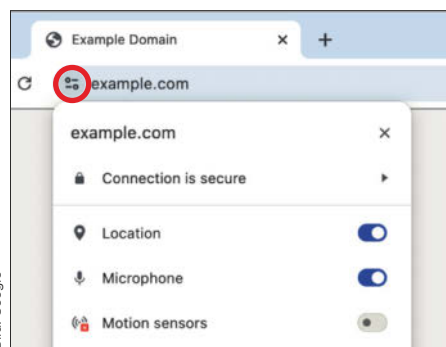 Example Domain
example.com
example.com
Connection is secure
Location
Microphone
Motion sensors